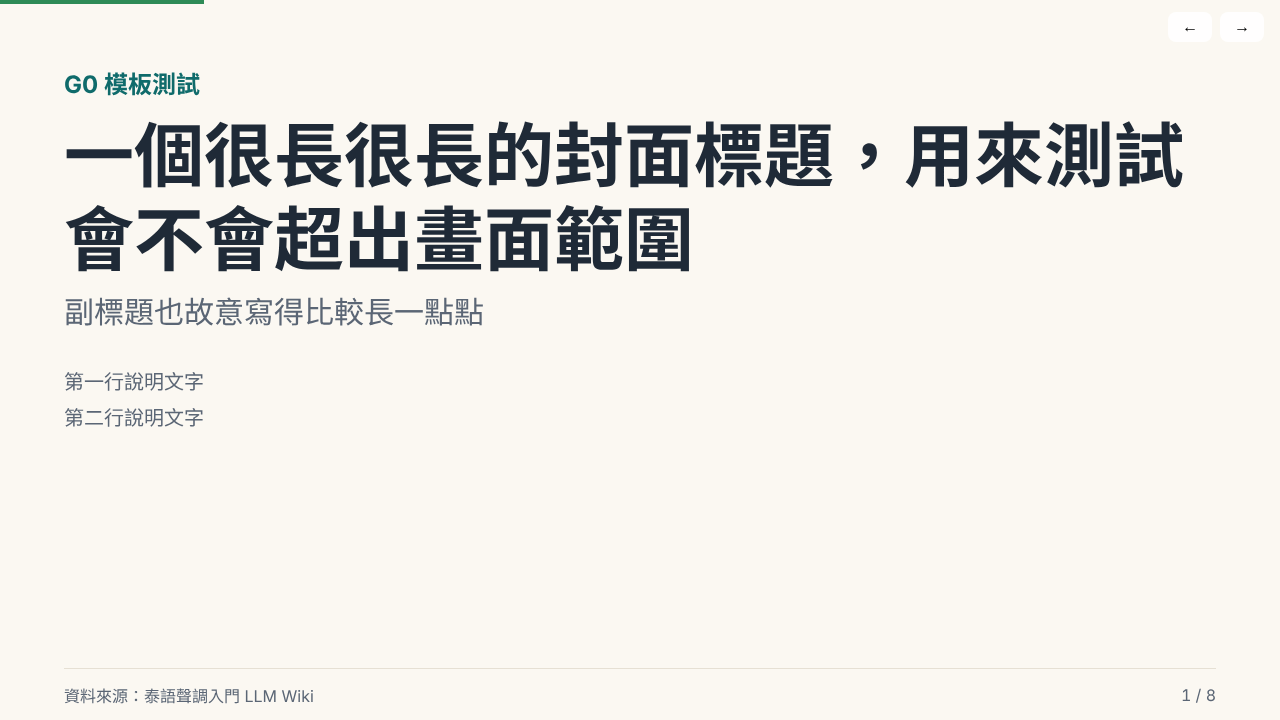 ← →
G0 模板測試
一個很長很長的封面標題，用來測試
會不會超出畫面範圍
副標題也故意寫得比較長一點點
第一行說明文字
第二行說明文字
資料來源：泰語聲調入門 LLM Wiki
1 / 8